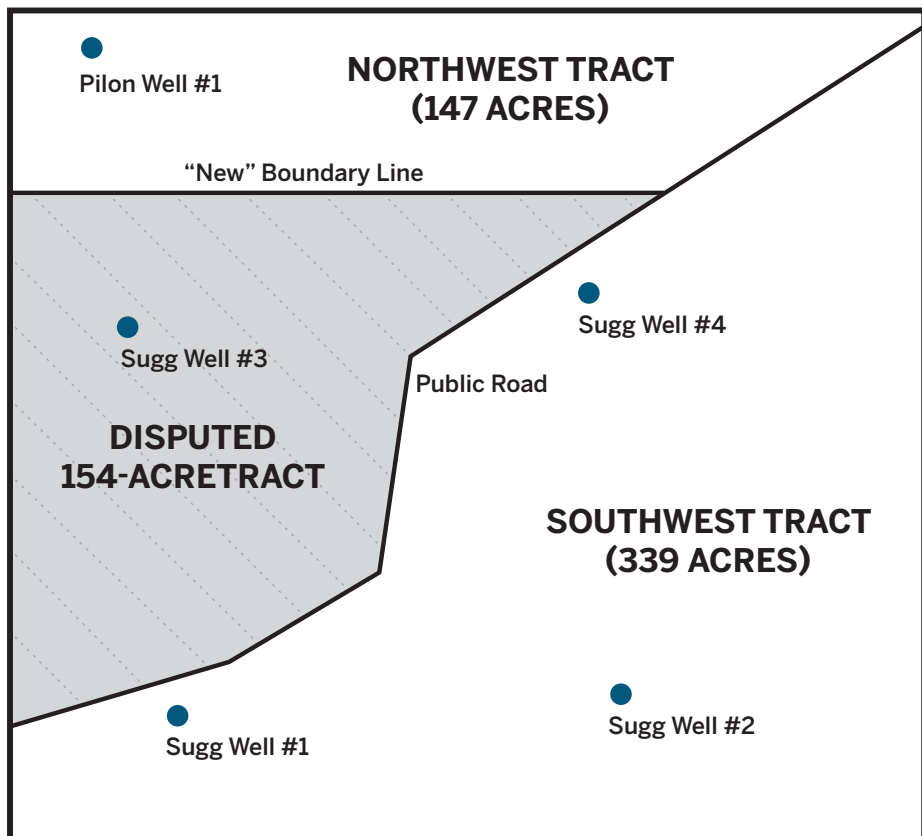 Pilon Well #1
NORTHWEST TRACT
(147 ACRES)
“New” Boundary Line
Sugg Well #4
Sugg Well #3
Public Road
DISPUTED
154-ACRETRACT
SOUTHWEST TRACT
(339 ACRES)
Sugg Well #2
Sugg Well #1